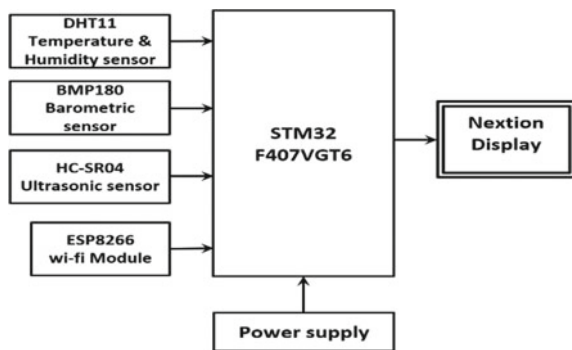 DHT11
Temperature &
Humidity sensor
BMP180
Barometric
sensor
HC-SR04
Ultrasonic sensor
ESP8266
wi-fi Module
STM32
F407VGT6
Nextion
Display
Power supply